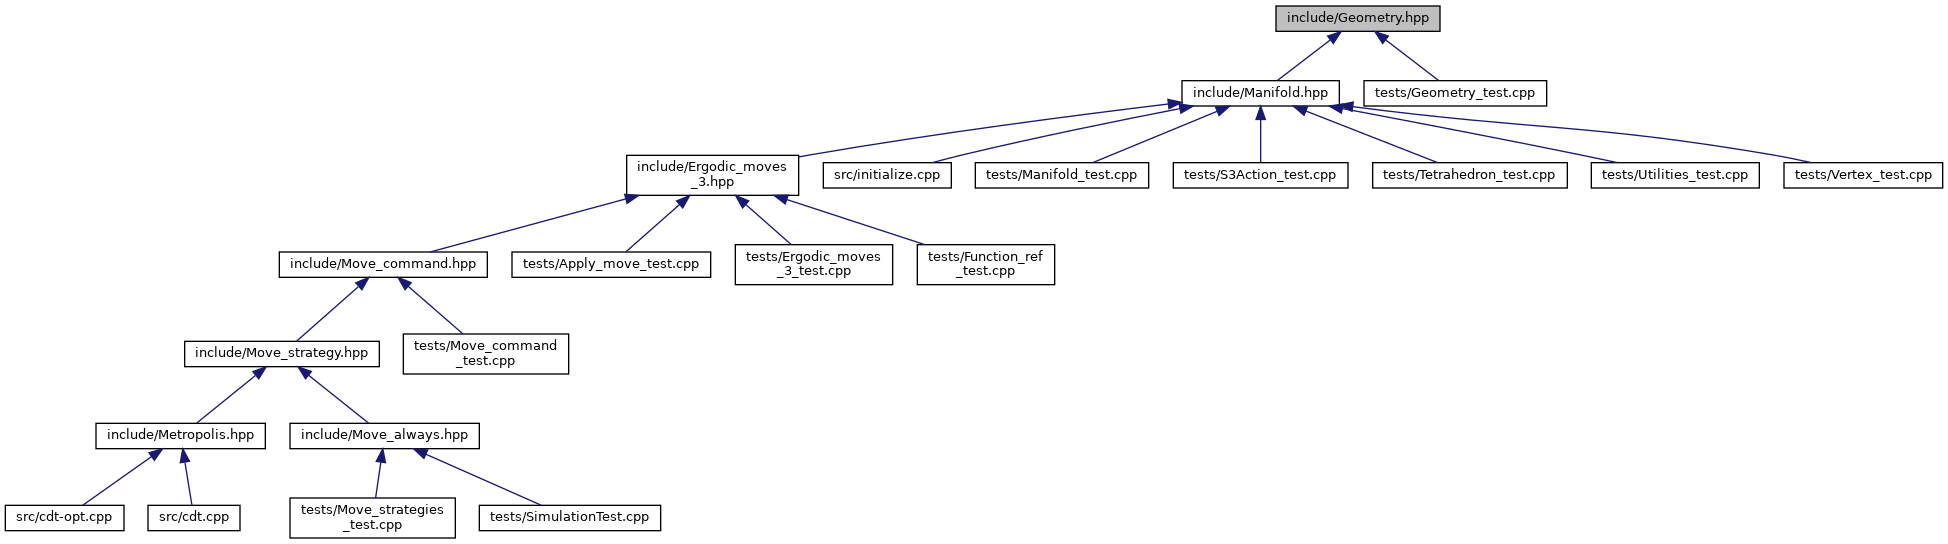 include/Geometry.hpp
include/Manifold.hpp
tests/Geometry_test.cpp
include/Ergodic_moves
_3.hpp
src/initialize.cpp
tests/Manifold_test.cpp
tests/S3Action_test.cpp
tests/Tetrahedron_test.cpp
tests/Utilities_test.cpp
tests/Vertex_test.cpp
include/Move_command.hpp
tests/Apply_move_test.cpp
tests/Ergodic_moves
_3_test.cpp
tests/Function_ref
_test.cpp
include/Move_strategy.hpp
tests/Move_command
_test.cpp
include/Metropolis.hpp
include/Move_always.hpp
src/cdt-opt.cpp
src/cdt.cpp
tests/Move_strategies
_test.cpp
tests/SimulationTest.cpp